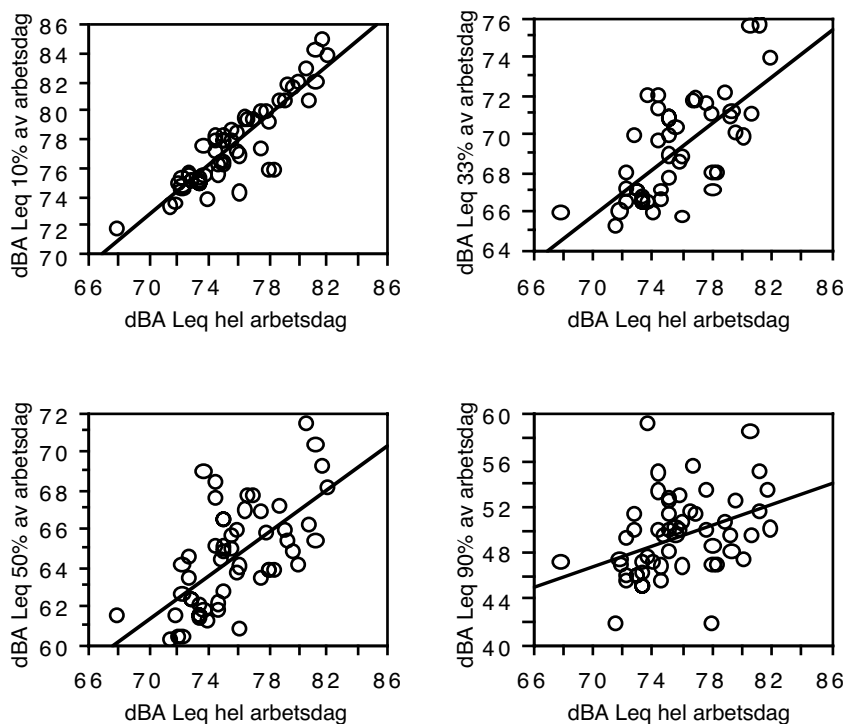 dBA Leq 10% av arbetsdag
86
84
82
80
78
76
74
72
70
66 70 74 78 82 86
dBA Leq hel arbetsdag
dBA Leq 33% av arbetsdag
76
74
72
70
68
66
64
66 70 74 78 82 86
dBA Leq hel arbetsdag
dBA Leq 50% av arbetsdag
72
70
68
66
64
62
60
66 70 74 78 82 86
dBA Leq hel arbetsdag
dBA Leq 90% av arbetsdag
60
56
52
48
44
40
66 70 74 78 82 86
dBA Leq hel arbetsdag